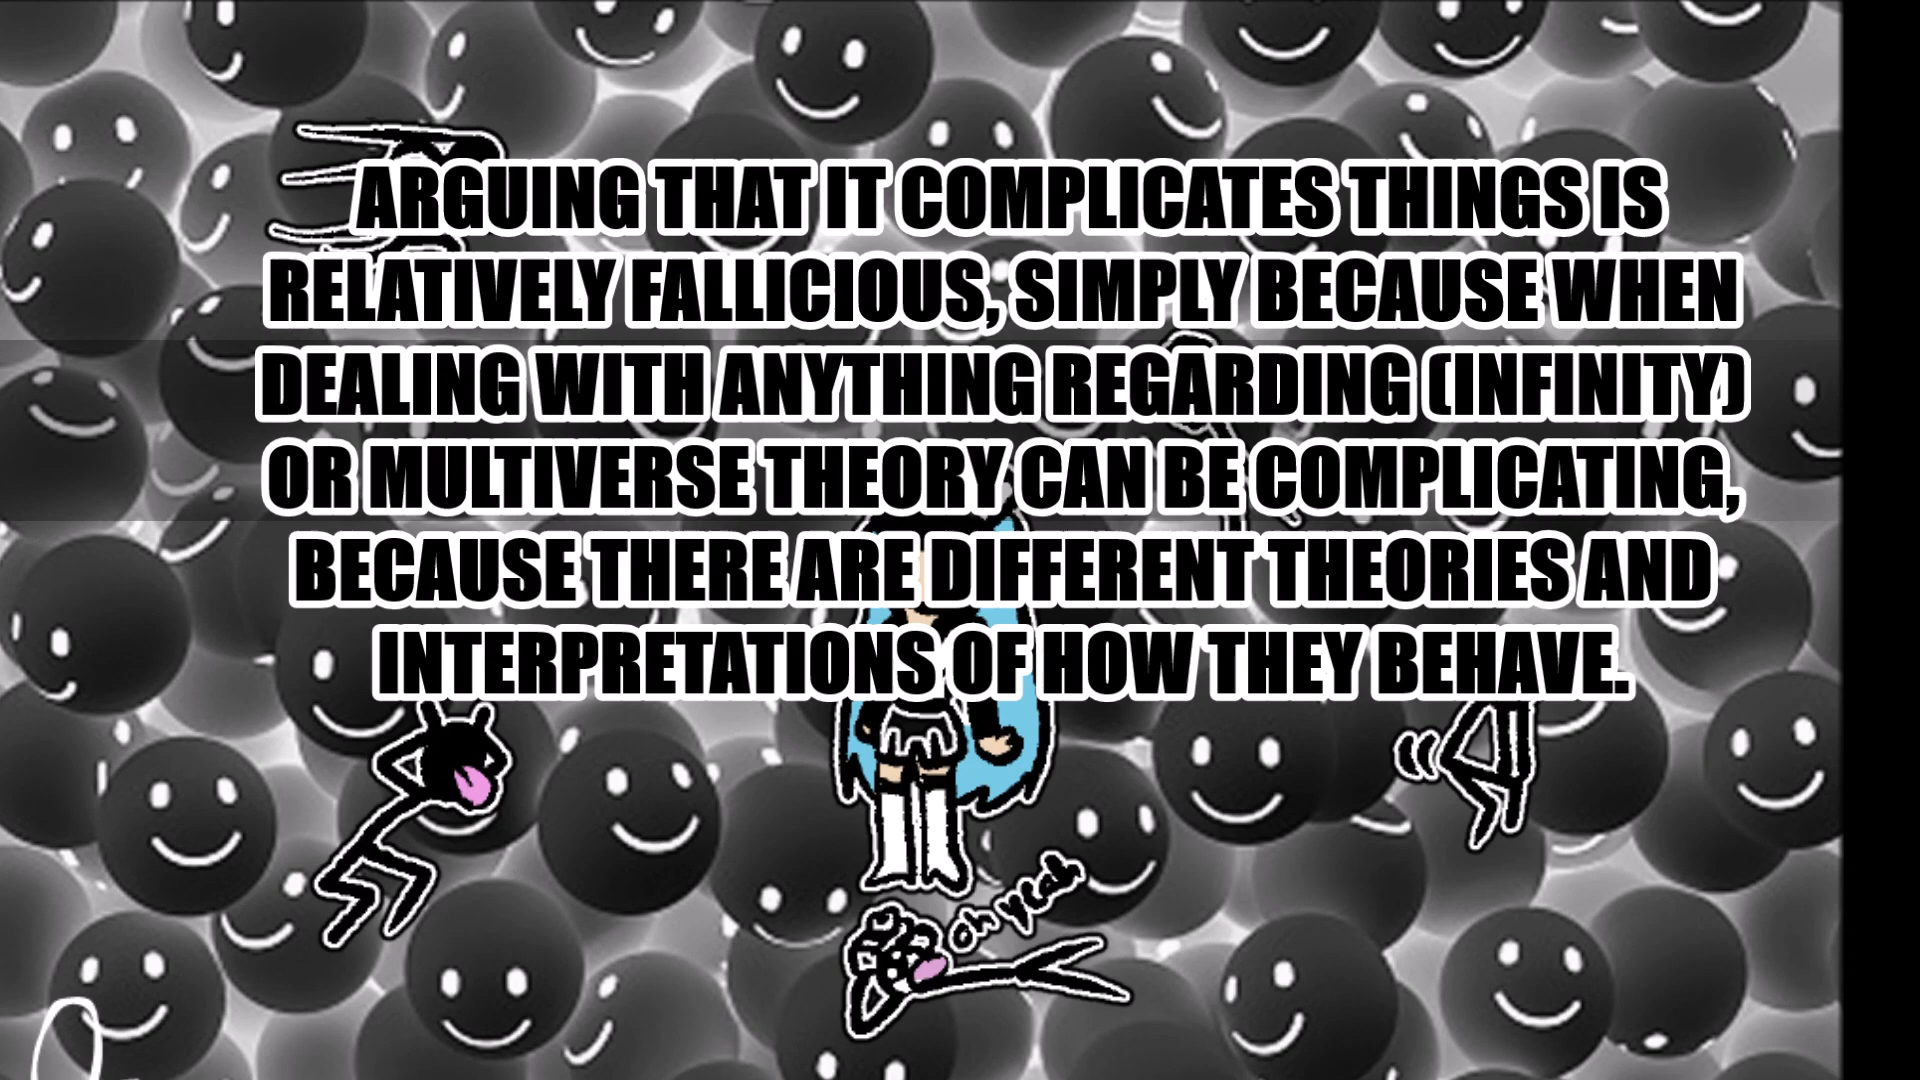 ARGUING THAT IT COMPLICATES THINGS IS
RELATIVELY FALLICIOUS, SIMPLY BECAUSE WHEN
DEALING WITH ANYTHING REGARDING (INFINITY)
OR MULTIVERSE THEORY CAN BE COMPLICATING,
BECAUSE THERE ARE DIFFERENT THEORIES AND
INTERPRETATIONS OF HOW THEY BEHAVE.
oh yeah